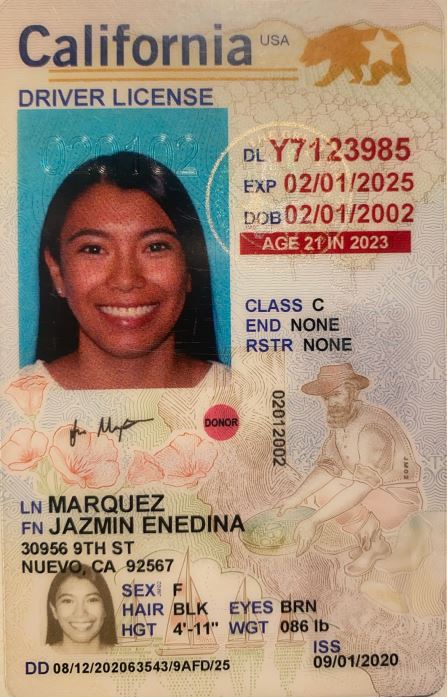 California USA
DRIVER LICENSE
020102
DL Y7123985
EXP 02/01/2025
DOB 02/01/2002
AGE 21 IN 2023
CLASS C
END NONE
RSTR NONE
DONOR
02012002
LN MARQUEZ
FN JAZMIN ENEDINA
30956 9TH ST
NUEVO, CA 92567
SEX F
HAIR BLK EYES BRN
HGT 4'-11" WGT 086 lb
ISS
DD 08/12/202063543/9AFD/25 09/01/2020